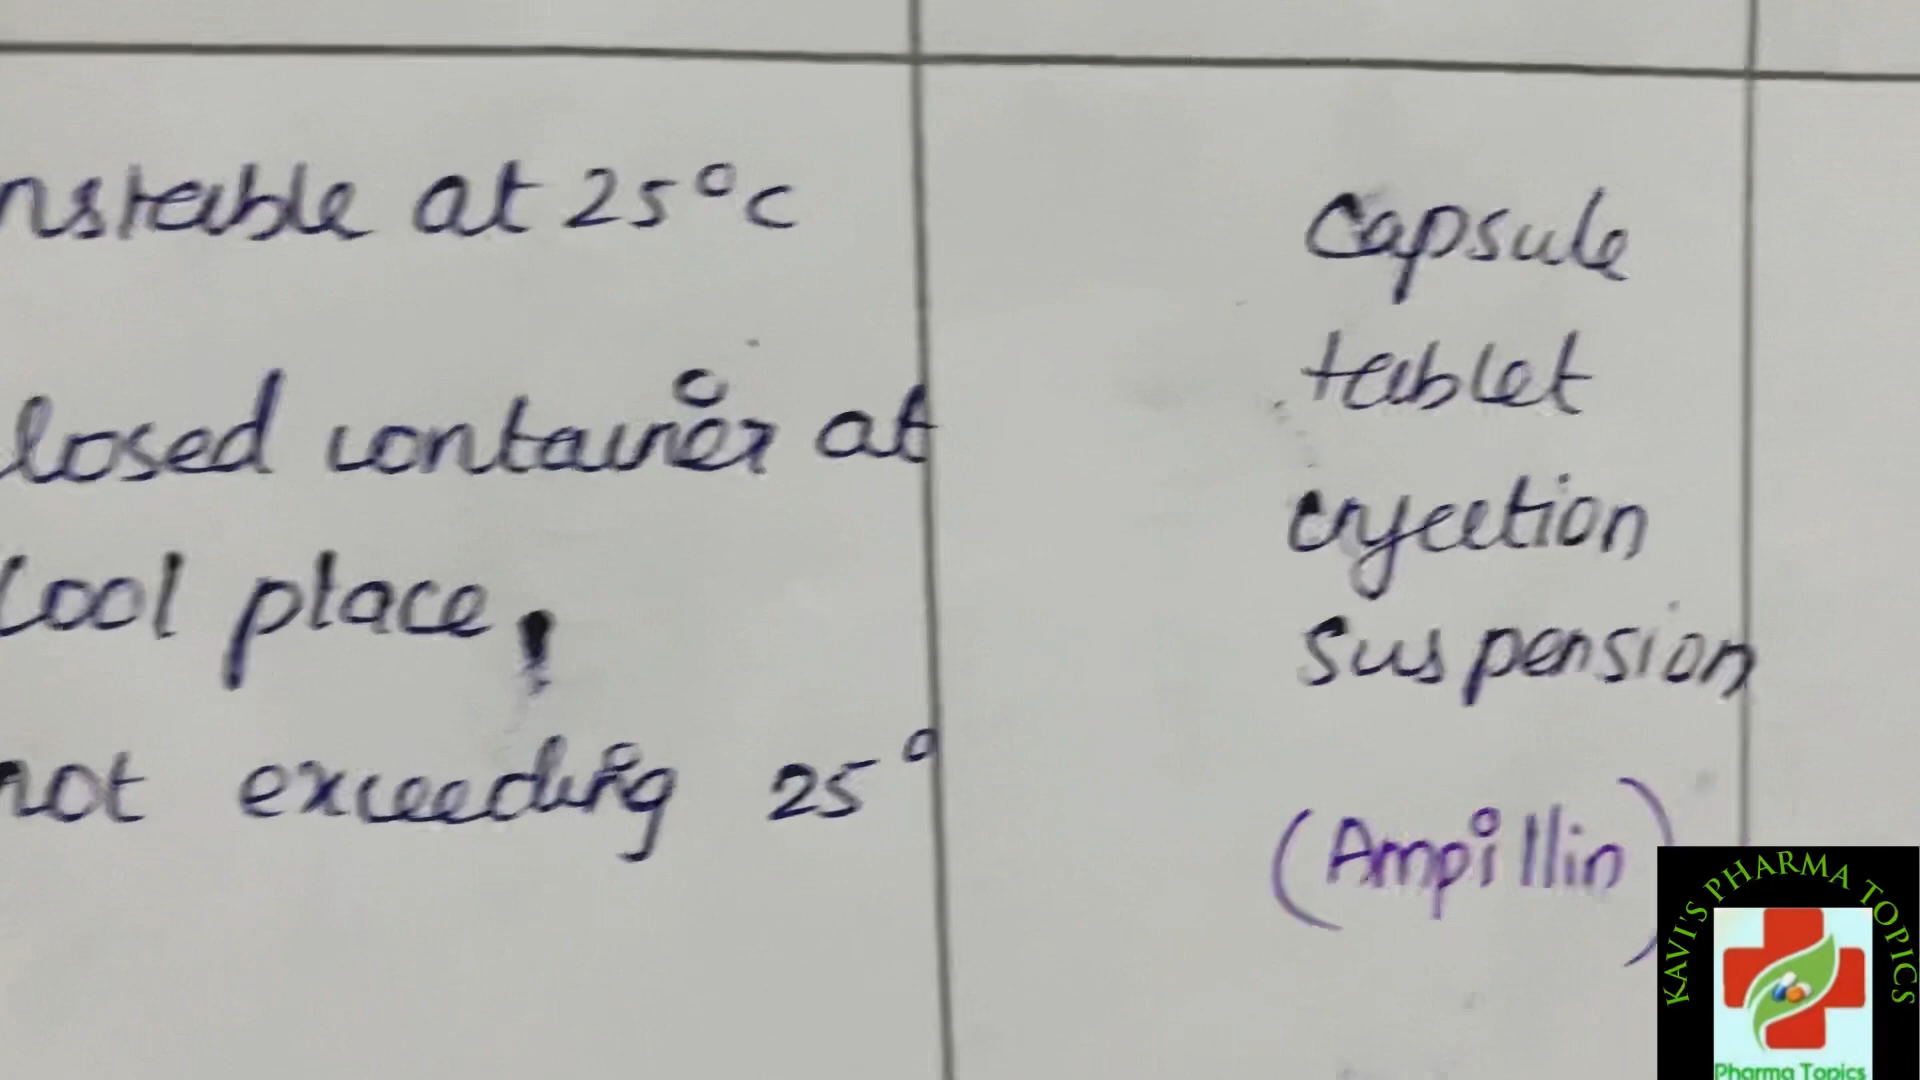 nstable at 25°c
losed container at
cool place,
not exceeding 25°
capsule
tablet
injection
suspension
(Ampillin)
KAVI'S PHARMA TOPICS
Pharma Topics